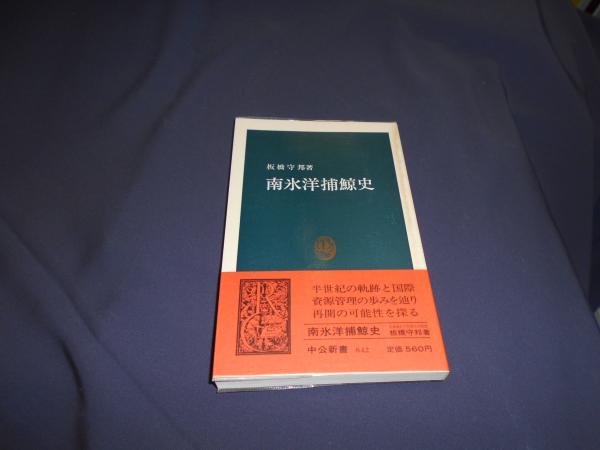 板橋守邦著
南氷洋捕鯨史
半世紀の軌跡と国際
資源管理の歩みを辿り
再開の可能性を探る
南氷洋捕鯨史 板橋守邦著
中公新書 842 定価560円